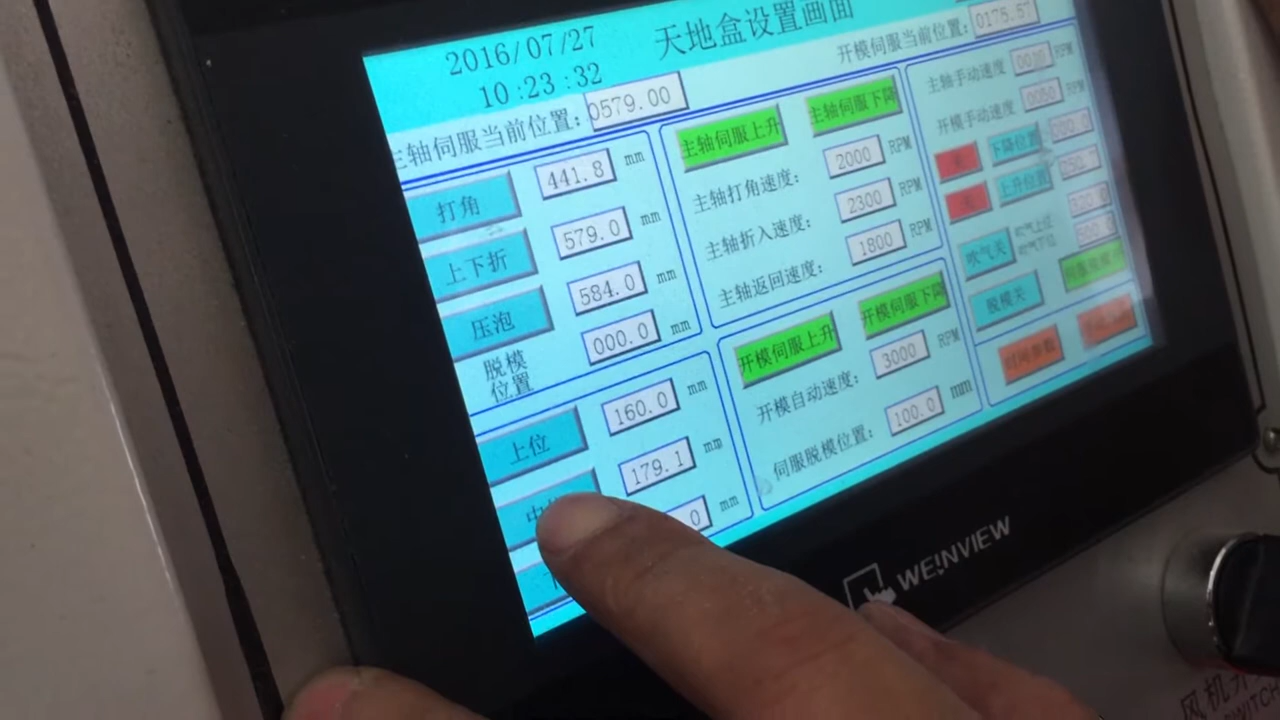 2016/07/27
天地盒设置画面
10:23:32
主轴伺服当前位置: 0579.00
开模伺服当前位置: 0175.57
打角 441.8 mm
上下折 579.0 mm
压泡 584.0 mm
脱模位置 000.0 mm
上位 160.0 mm
179.1 mm
0 mm
主轴伺服上升 主轴伺服下降
主轴打角速度: 2000 RPM
主轴折入速度: 2300 RPM
主轴返回速度: 1800 RPM
开模伺服上升 开模伺服下降
开模自动速度: 3000 RPM
伺服脱模位置: 100.0 mm
主轴手动速度 RPM
开模手动速度 0050 RPM
下降位置 000.0
上升位置
吹气关
脱模关
WEINVIEW
风机